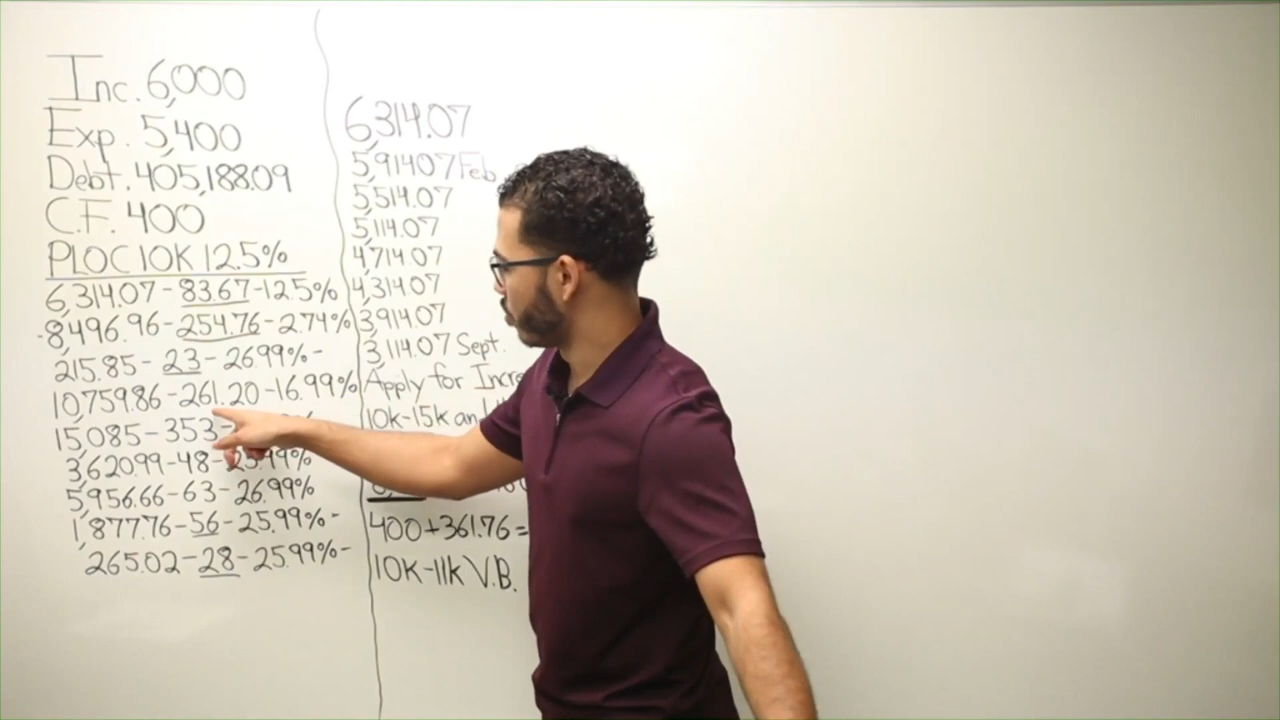 Inc. 6,000
Exp. 5,400
Debt. 405,188.09
C.F. 400
PLOC 10K 12.5%
6,314.07 - 83.67 - 12.5%
-8,496.96 - 254.76 - 2.74%
215.85 - 23 - 26.99% -
10,759.86 - 261.20 - 16.99%
15,085 - 353 -
3,620.99 - 48 - 25.99%
5,956.66 - 63 - 26.99%
1,877.76 - 56 - 25.99% -
265.02 - 28 - 25.99% -
6,314.07
5,914.07 Feb
5,514.07
5,114.07
4,714.07
4,314.07
3,914.07
3,114.07 Sept.
Apply for
10k-15k
400 + 361.76 =
10K-11K V.B.